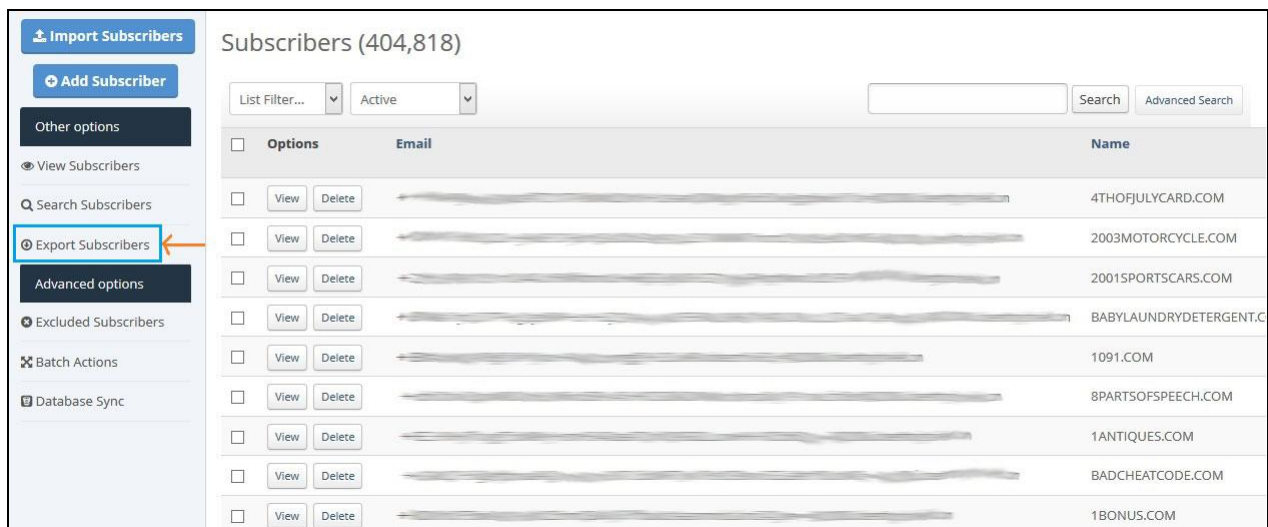 Import Subscribers
Add Subscriber
Other options
View Subscribers
Search Subscribers
Export Subscribers
Advanced options
Excluded Subscribers
Batch Actions
Database Sync
Subscribers (404,818)
List Filter... Active Search Advanced Search
Options Email Name
View Delete 4THOFJULYCARD.COM
View Delete 2003MOTORCYCLE.COM
View Delete 2001SPORTSCARS.COM
View Delete BABYLAUNDRYDETERGENT.C
View Delete 1091.COM
View Delete 8PARTSOFSPEECH.COM
View Delete 1ANTIQUES.COM
View Delete BADCHEATCODE.COM
View Delete 1BONUS.COM